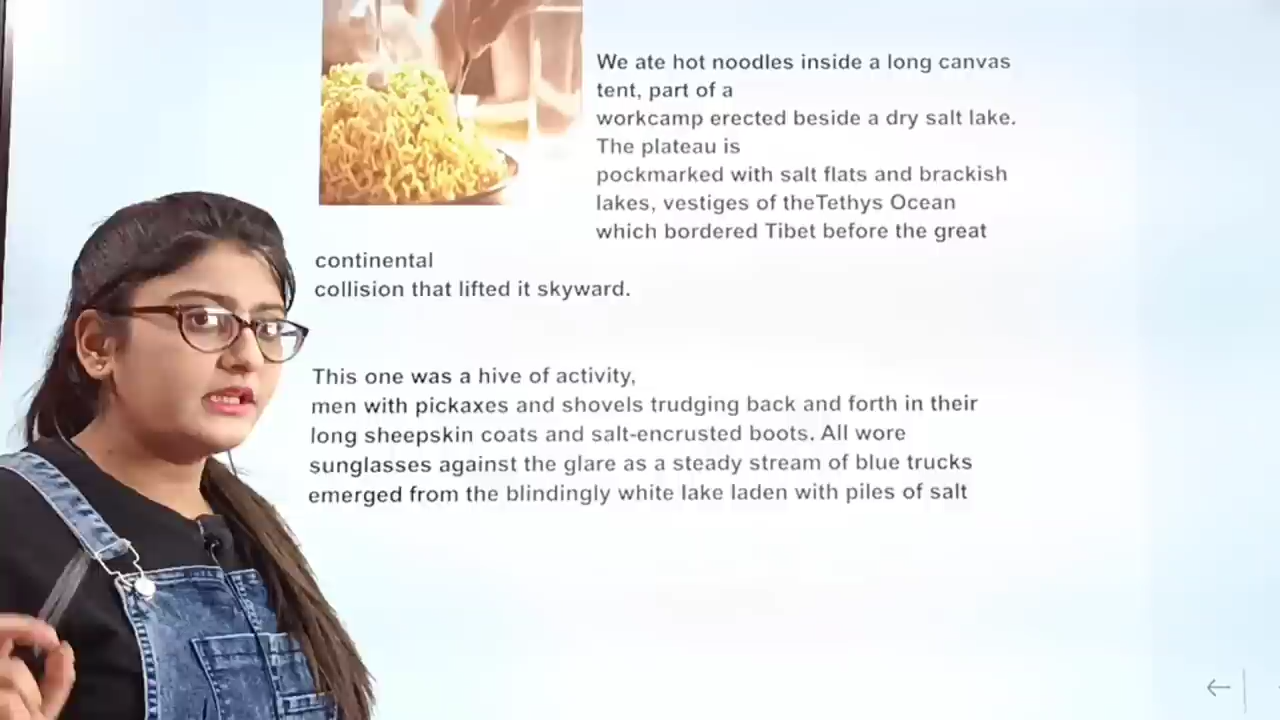 We ate hot noodles inside a long canvas
tent, part of a
workcamp erected beside a dry salt lake.
The plateau is
pockmarked with salt flats and brackish
lakes, vestiges of theTethys Ocean
which bordered Tibet before the great
continental
collision that lifted it skyward.
This one was a hive of activity,
men with pickaxes and shovels trudging back and forth in their
long sheepskin coats and salt-encrusted boots. All wore
sunglasses against the glare as a steady stream of blue trucks
emerged from the blindingly white lake laden with piles of salt